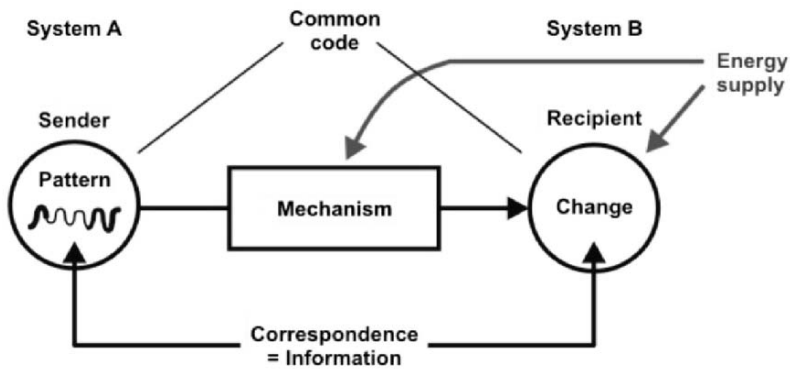 System A
Common
code
System B
Energy
supply
Sender
Recipient
Pattern
Mechanism
Change
Correspondence
= Information